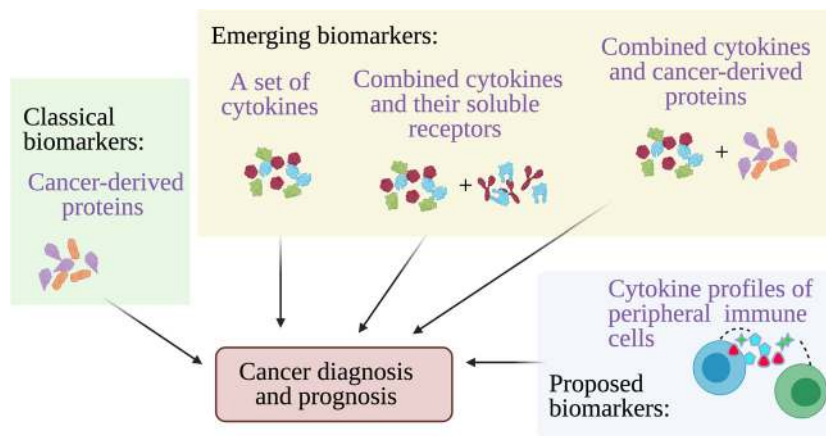 Classical
biomarkers:
Cancer-derived
proteins
Emerging biomarkers:
A set of
cytokines
Combined cytokines
and their soluble
receptors
+
Combined cytokines
and cancer-derived
proteins
+
Cytokine profiles of
peripheral immune
cells
Proposed
biomarkers:
Cancer diagnosis
and prognosis